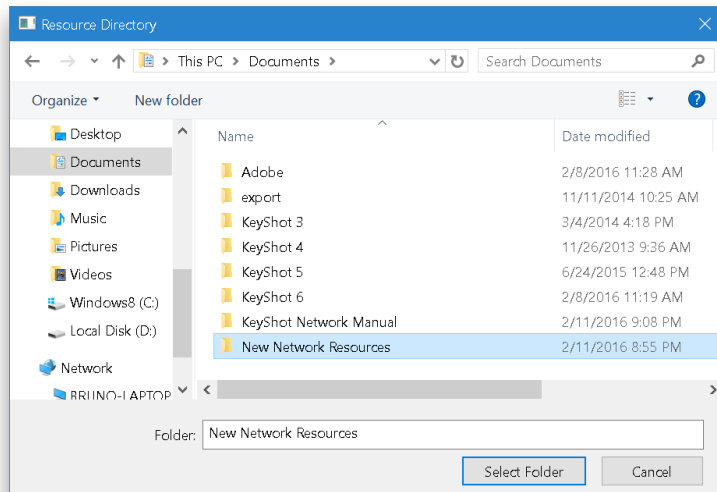 Resource Directory
This PC > Documents >
Search Documents
Organize
New folder
Name
Date modified
Desktop
Documents
Downloads
Music
Pictures
Videos
Windows8 (C:)
Local Disk (D:)
Network
BRUNO-LAPTOP
Adobe 2/8/2016 11:28 AM
export 11/11/2014 10:25 AM
KeyShot 3 3/4/2014 4:18 PM
KeyShot 4 11/26/2013 9:36 AM
KeyShot 5 6/24/2015 12:48 PM
KeyShot 6 2/8/2016 11:19 AM
KeyShot Network Manual 2/11/2016 9:08 PM
New Network Resources 2/11/2016 8:55 PM
Folder: New Network Resources
Select Folder
Cancel